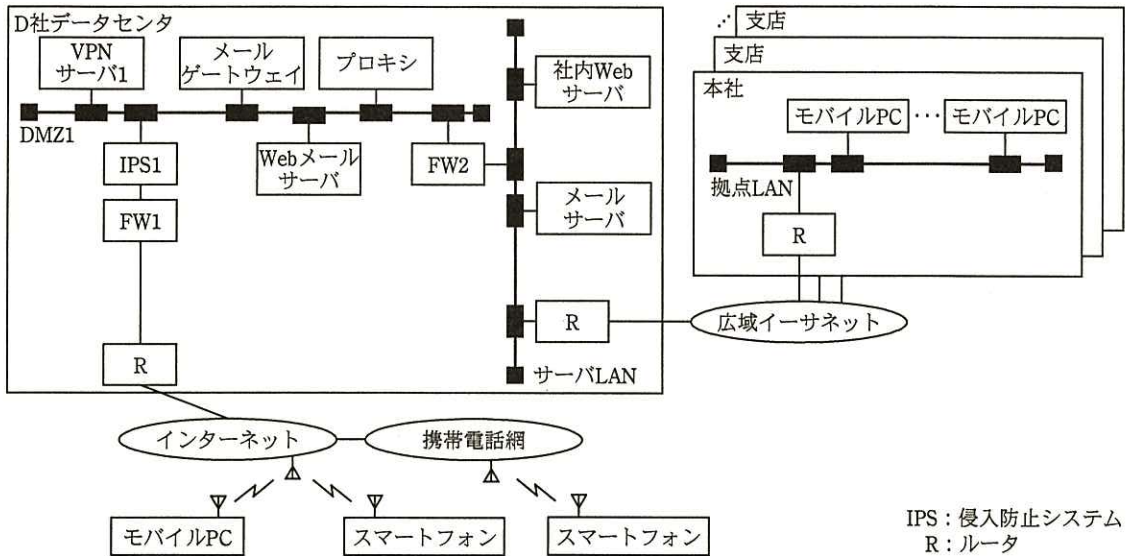 D社データセンタ
VPN
サーバ1
メール
ゲートウェイ
プロキシ
DMZ1
IPS1
FW1
Webメール
サーバ
FW2
社内Web
サーバ
メール
サーバ
R
サーバLAN
R
支店
支店
本社
モバイルPC
…
モバイルPC
拠点LAN
R
広域イーサネット
インターネット
携帯電話網
モバイルPC
スマートフォン
スマートフォン
IPS：侵入防止システム
R：ルータ